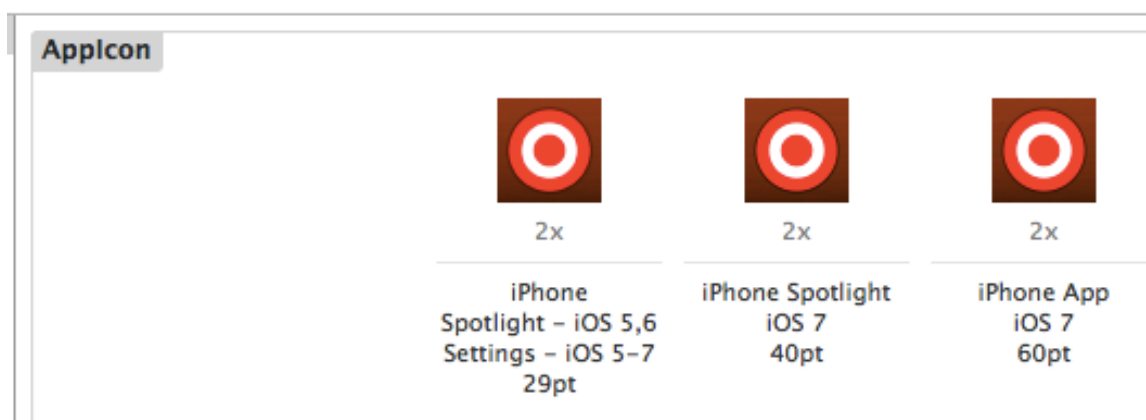 AppIcon
2x
iPhone
Spotlight – iOS 5,6
Settings – iOS 5–7
29pt
2x
iPhone Spotlight
iOS 7
40pt
2x
iPhone App
iOS 7
60pt